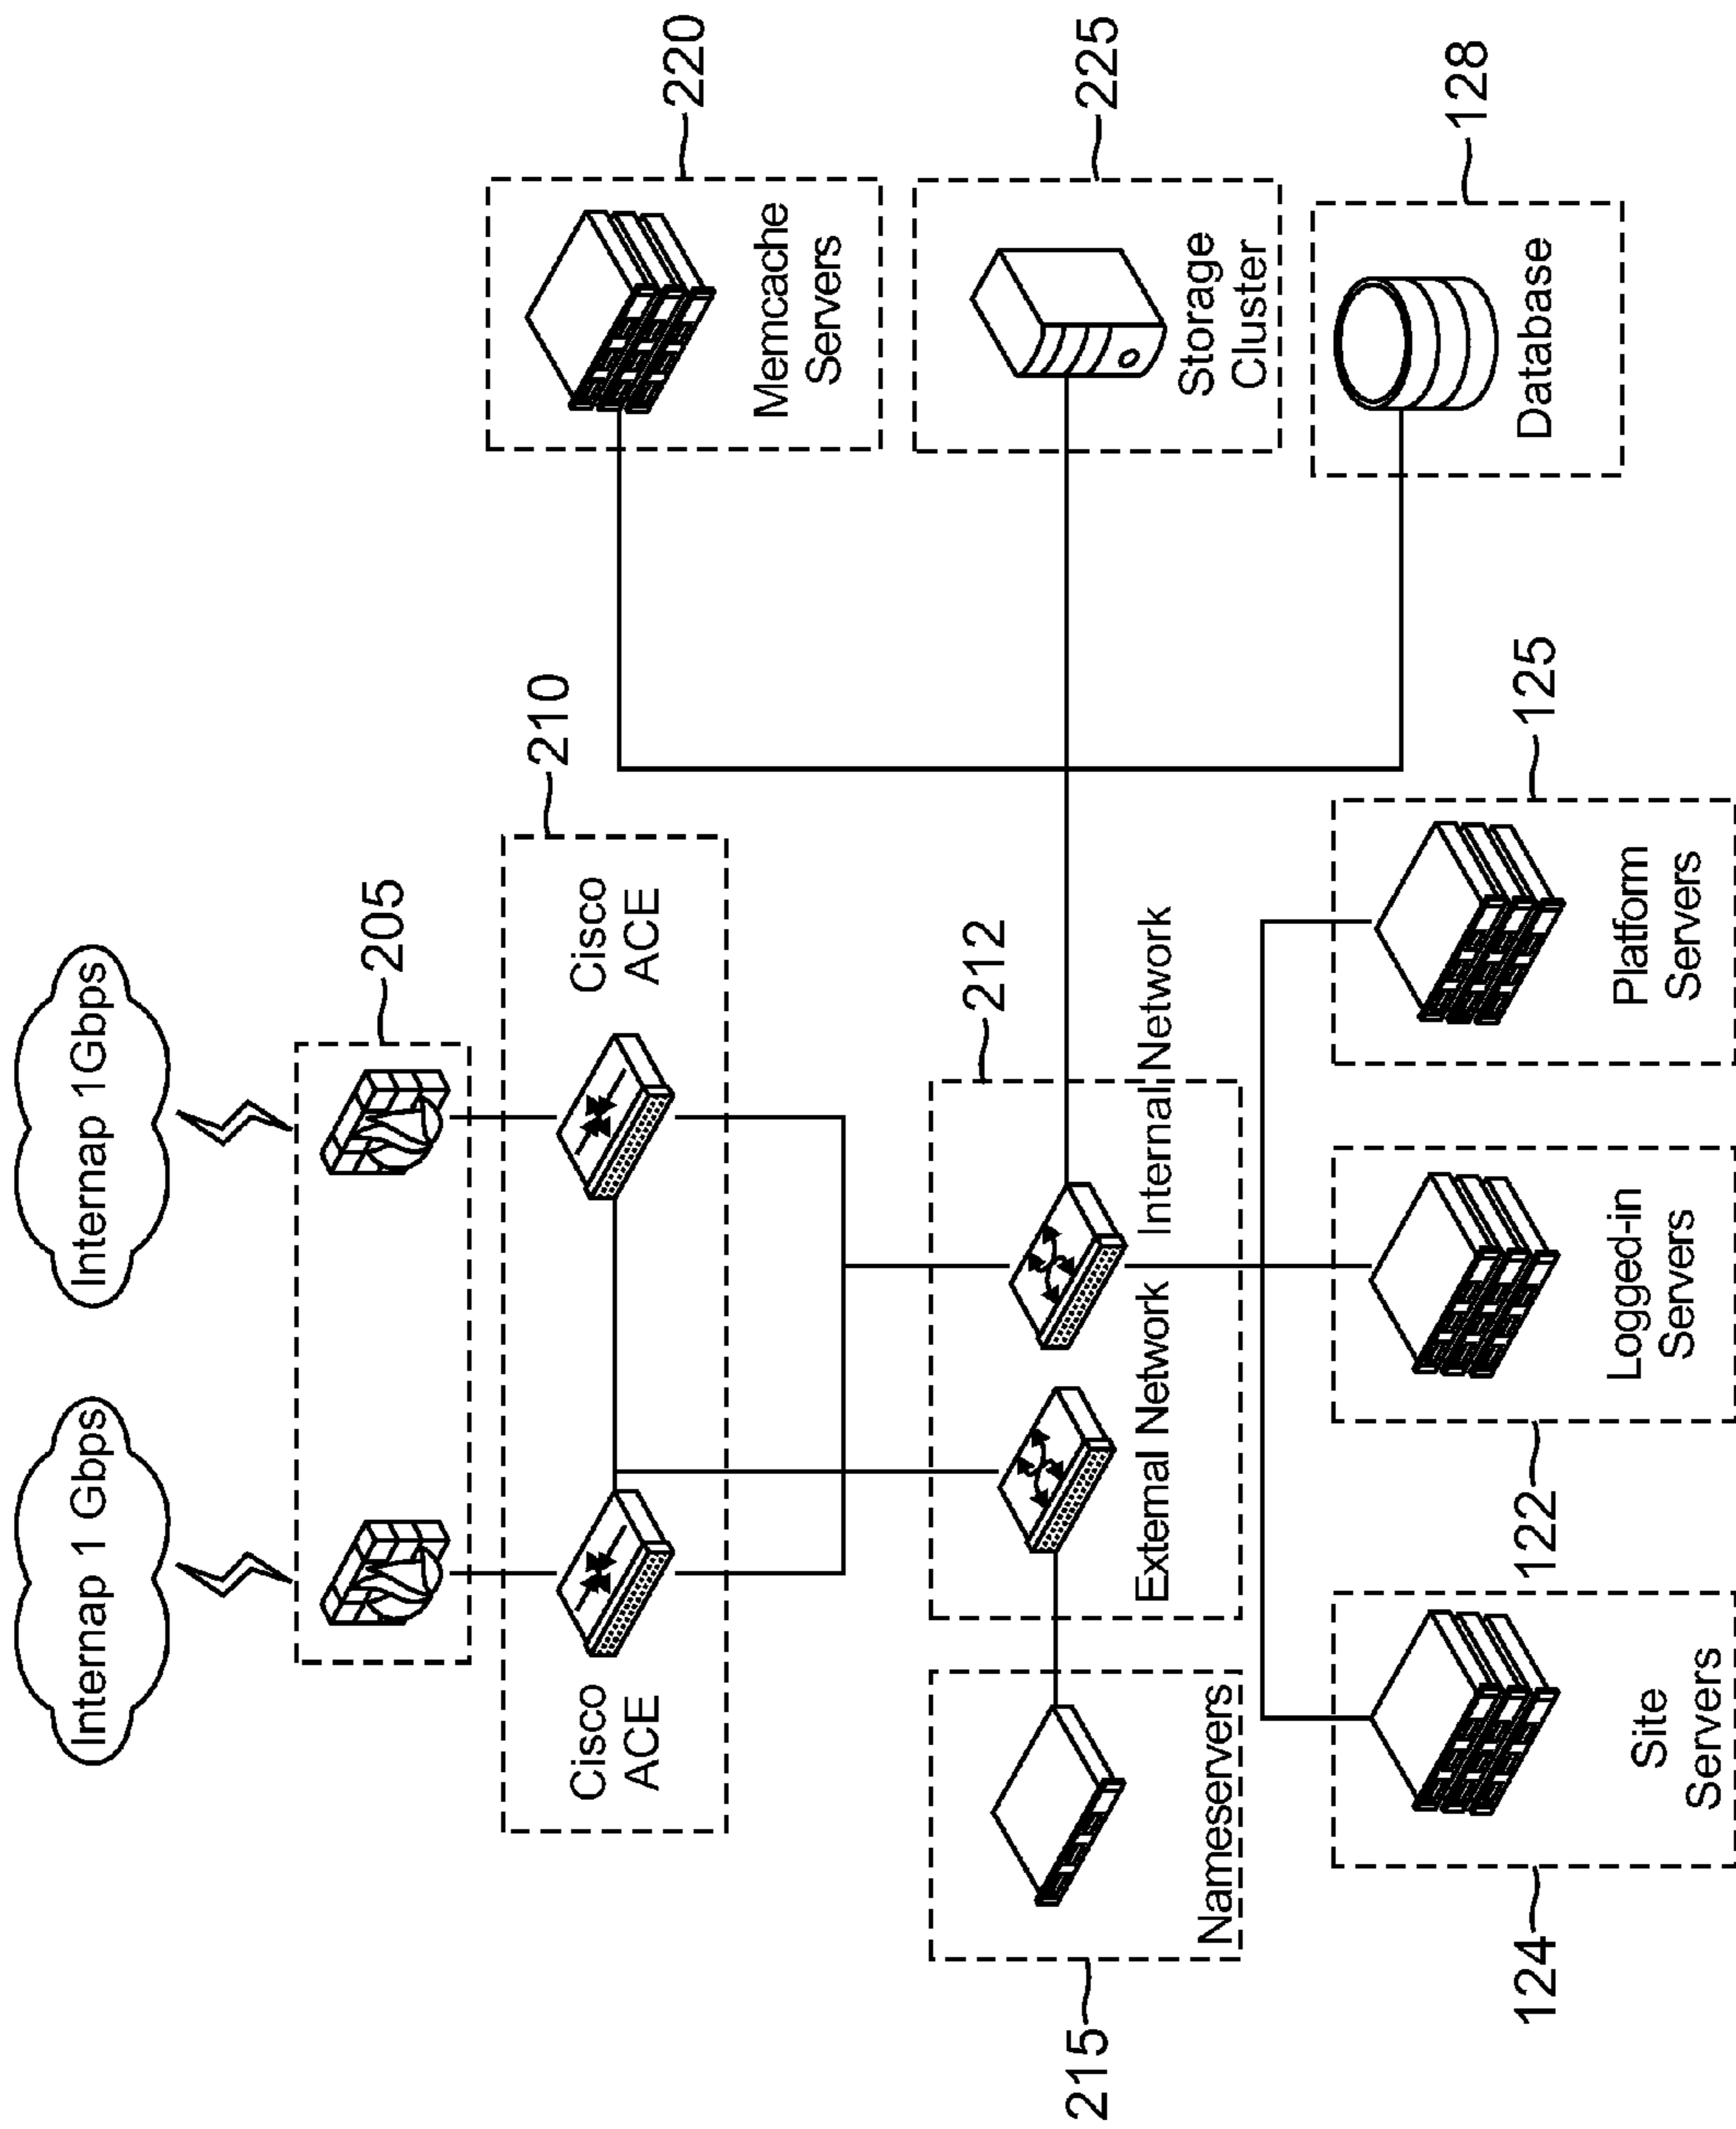 Internap 1 Gbps
Internap 1Gbps
205
210
Cisco
ACE
Cisco
ACE
220
Memcache
Servers
212
External Network
Internal Network
215
Nameservers
225
Storage
Cluster
128
Database
124
Site
Servers
122
Logged-in
Servers
125
Platform
Servers